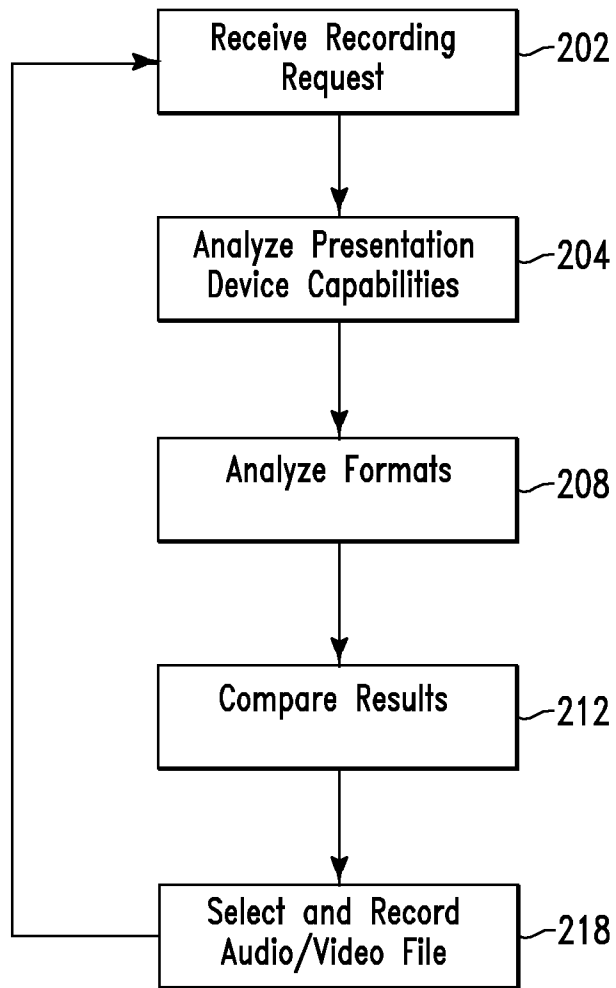 Receive Recording
Request
202
Analyze Presentation
Device Capabilities
204
Analyze Formats
208
Compare Results
212
Select and Record
Audio/Video File
218